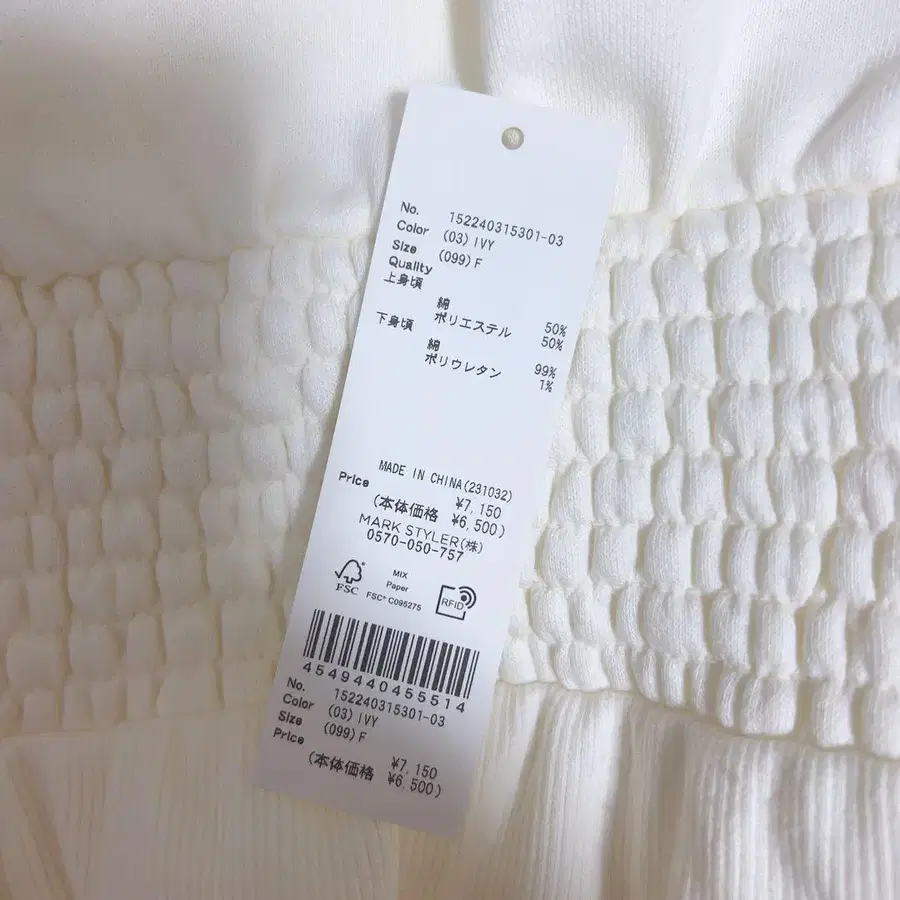 No. 152240315301-03
Color (03) IVY
Size (099) F
Quality
上身頃
綿 50%
ポリエステル 50%
下身頃
綿 99%
ポリウレタン 1%
MADE IN CHINA(231032)
Price ¥7,150
(本体価格 ¥6,500)
MARK STYLER(株)
0570-050-757
FSC
MIX
Paper
FSC® C095275
RFID
4549440455514
No. 152240315301-03
Color (03) IVY
Size (099) F
Price ¥7,150
(本体価格 ¥6,500)